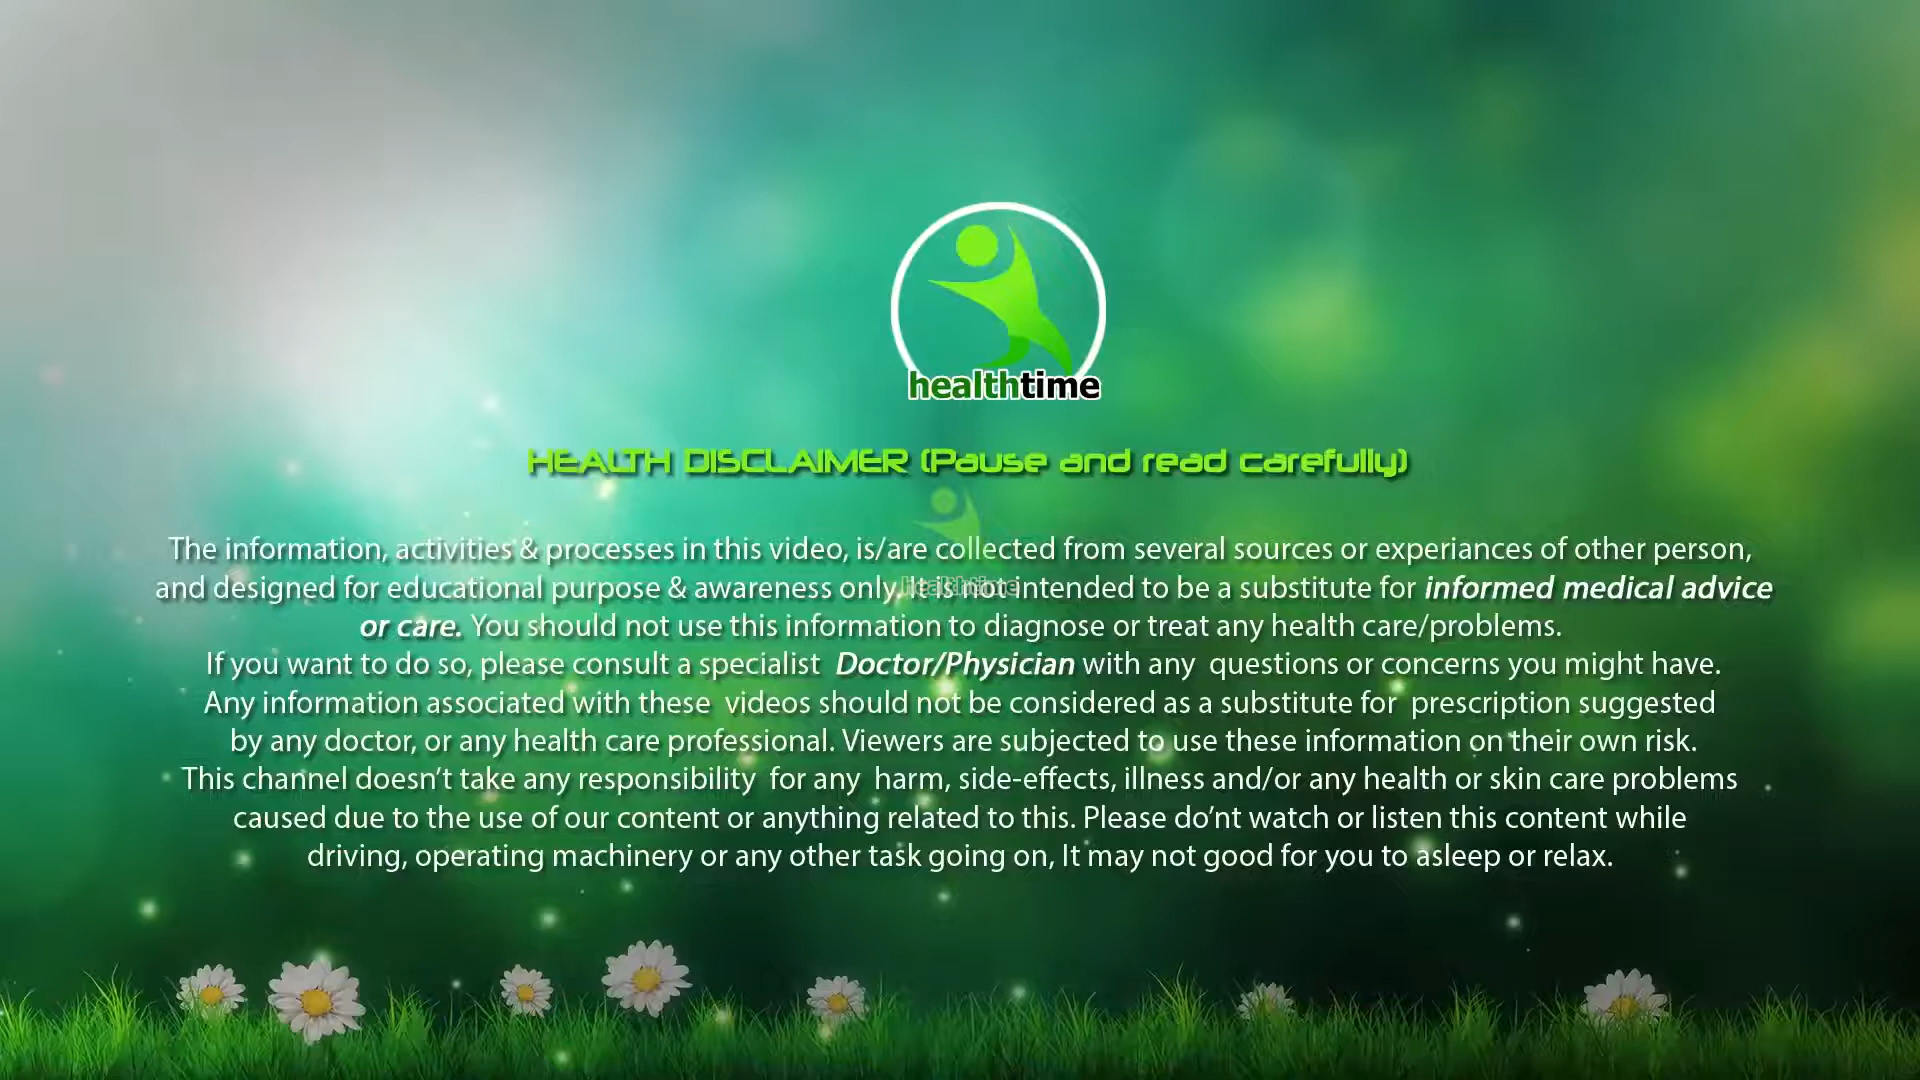 healthtime
HEALTH DISCLAIMER (Pause and read carefully)
The information, activities & processes in this video, is/are collected from several sources or experiances of other person,
and designed for educational purpose & awareness only. It is not intended to be a substitute for informed medical advice
healthtime
or care. You should not use this information to diagnose or treat any health care/problems.
If you want to do so, please consult a specialist Doctor/Physician with any questions or concerns you might have.
Any information associated with these videos should not be considered as a substitute for prescription suggested
by any doctor, or any health care professional. Viewers are subjected to use these information on their own risk.
This channel doesn’t take any responsibility for any harm, side-effects, illness and/or any health or skin care problems
caused due to the use of our content or anything related to this. Please do’nt watch or listen this content while
driving, operating machinery or any other task going on, It may not good for you to asleep or relax.